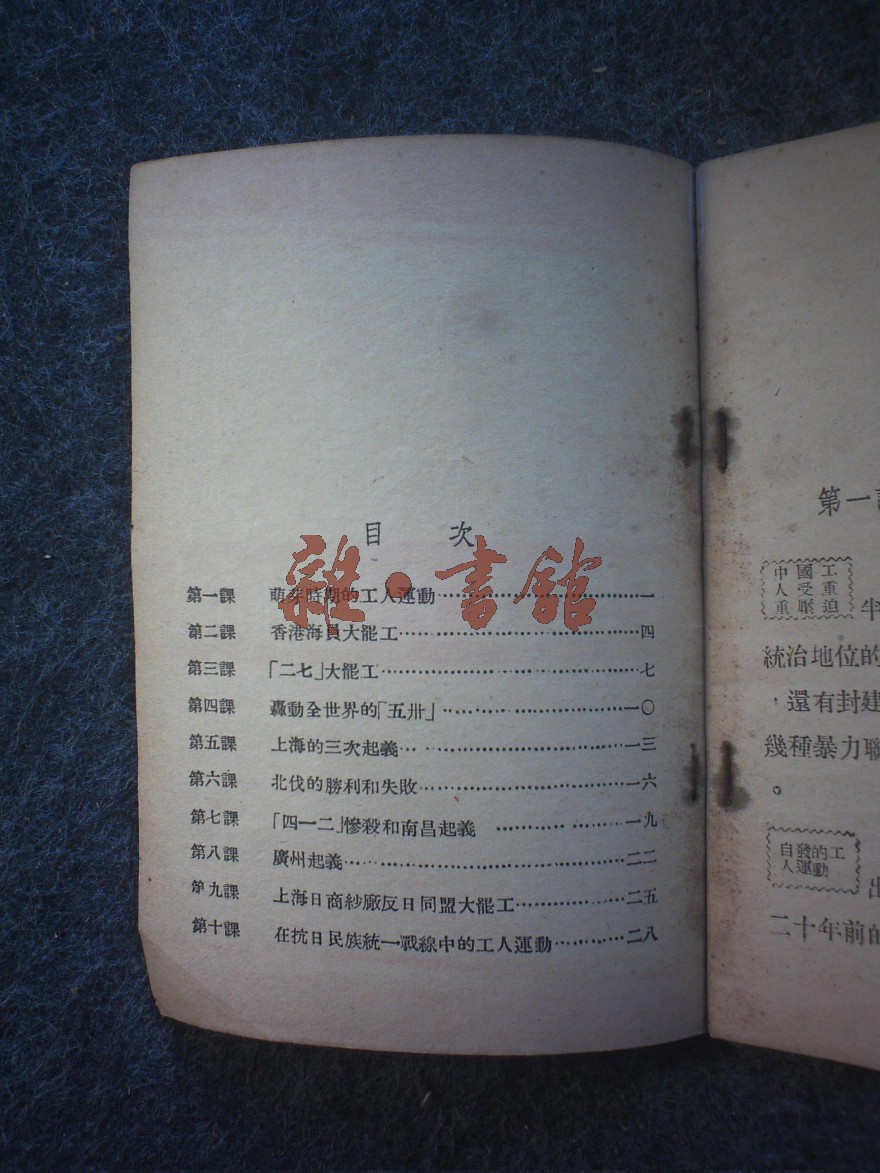 目 次
雜·書館
第一課 萌芽時期的工人運動……………………一
第二課 香港海員大罷工……………………四
第三課 「二七」大罷工……………………七
第四課 轟動全世界的「五卅」……………………一〇
第五課 上海的三次起義……………………一三
第六課 北伐的勝利和失敗……………………一六
第七課 「四一二」慘殺和南昌起義……………………一九
第八課 廣州起義……………………二二
第九課 上海日商紗廠反日同盟大罷工……………………二五
第十課 在抗日民族統一戰線中的工人運動……………………二八
第一
中國工
人受重
重壓迫
半
統治地位的
，還有封建
幾種暴力聯
。
自發的工
人運動
出
二十年前的